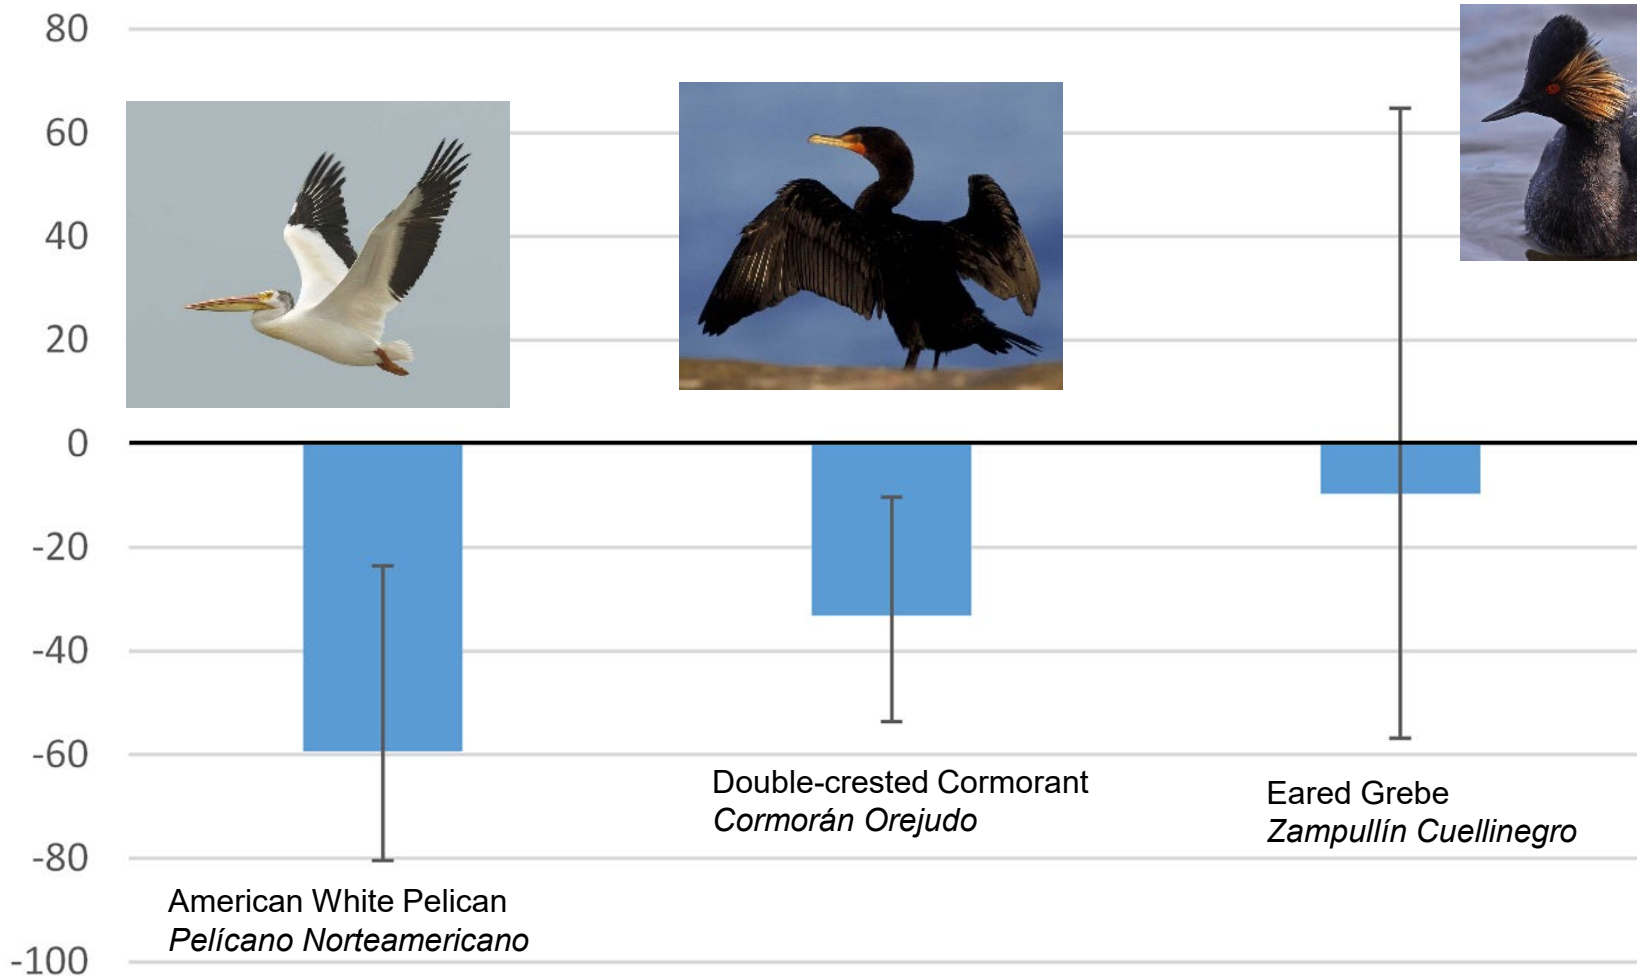 80
60
40
20
0
-20
-40
-60
-80
-100
American White Pelican
Pelícano Norteamericano
Double-crested Cormorant
Cormorán Orejudo
Eared Grebe
Zampullín Cuellinegro